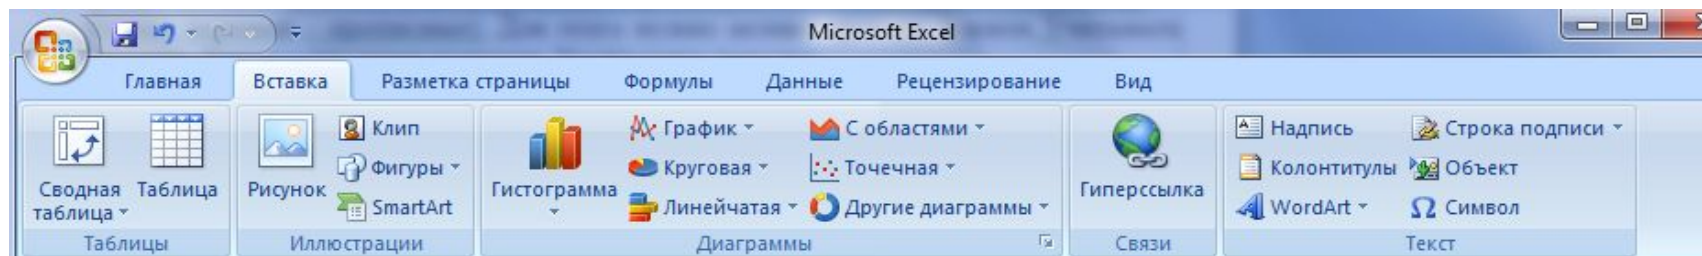 Microsoft Excel
Главная Вставка Разметка страницы Формулы Данные Рецензирование Вид
Сводная таблица
Таблица
Таблицы
Рисунок
Клип
Фигуры
SmartArt
Иллюстрации
Гистограмма
График
Круговая
Линейчатая
С областями
Точечная
Другие диаграммы
Диаграммы
Гиперссылка
Связи
Надпись
Колонтитулы
WordArt
Строка подписи
Объект
Символ
Текст